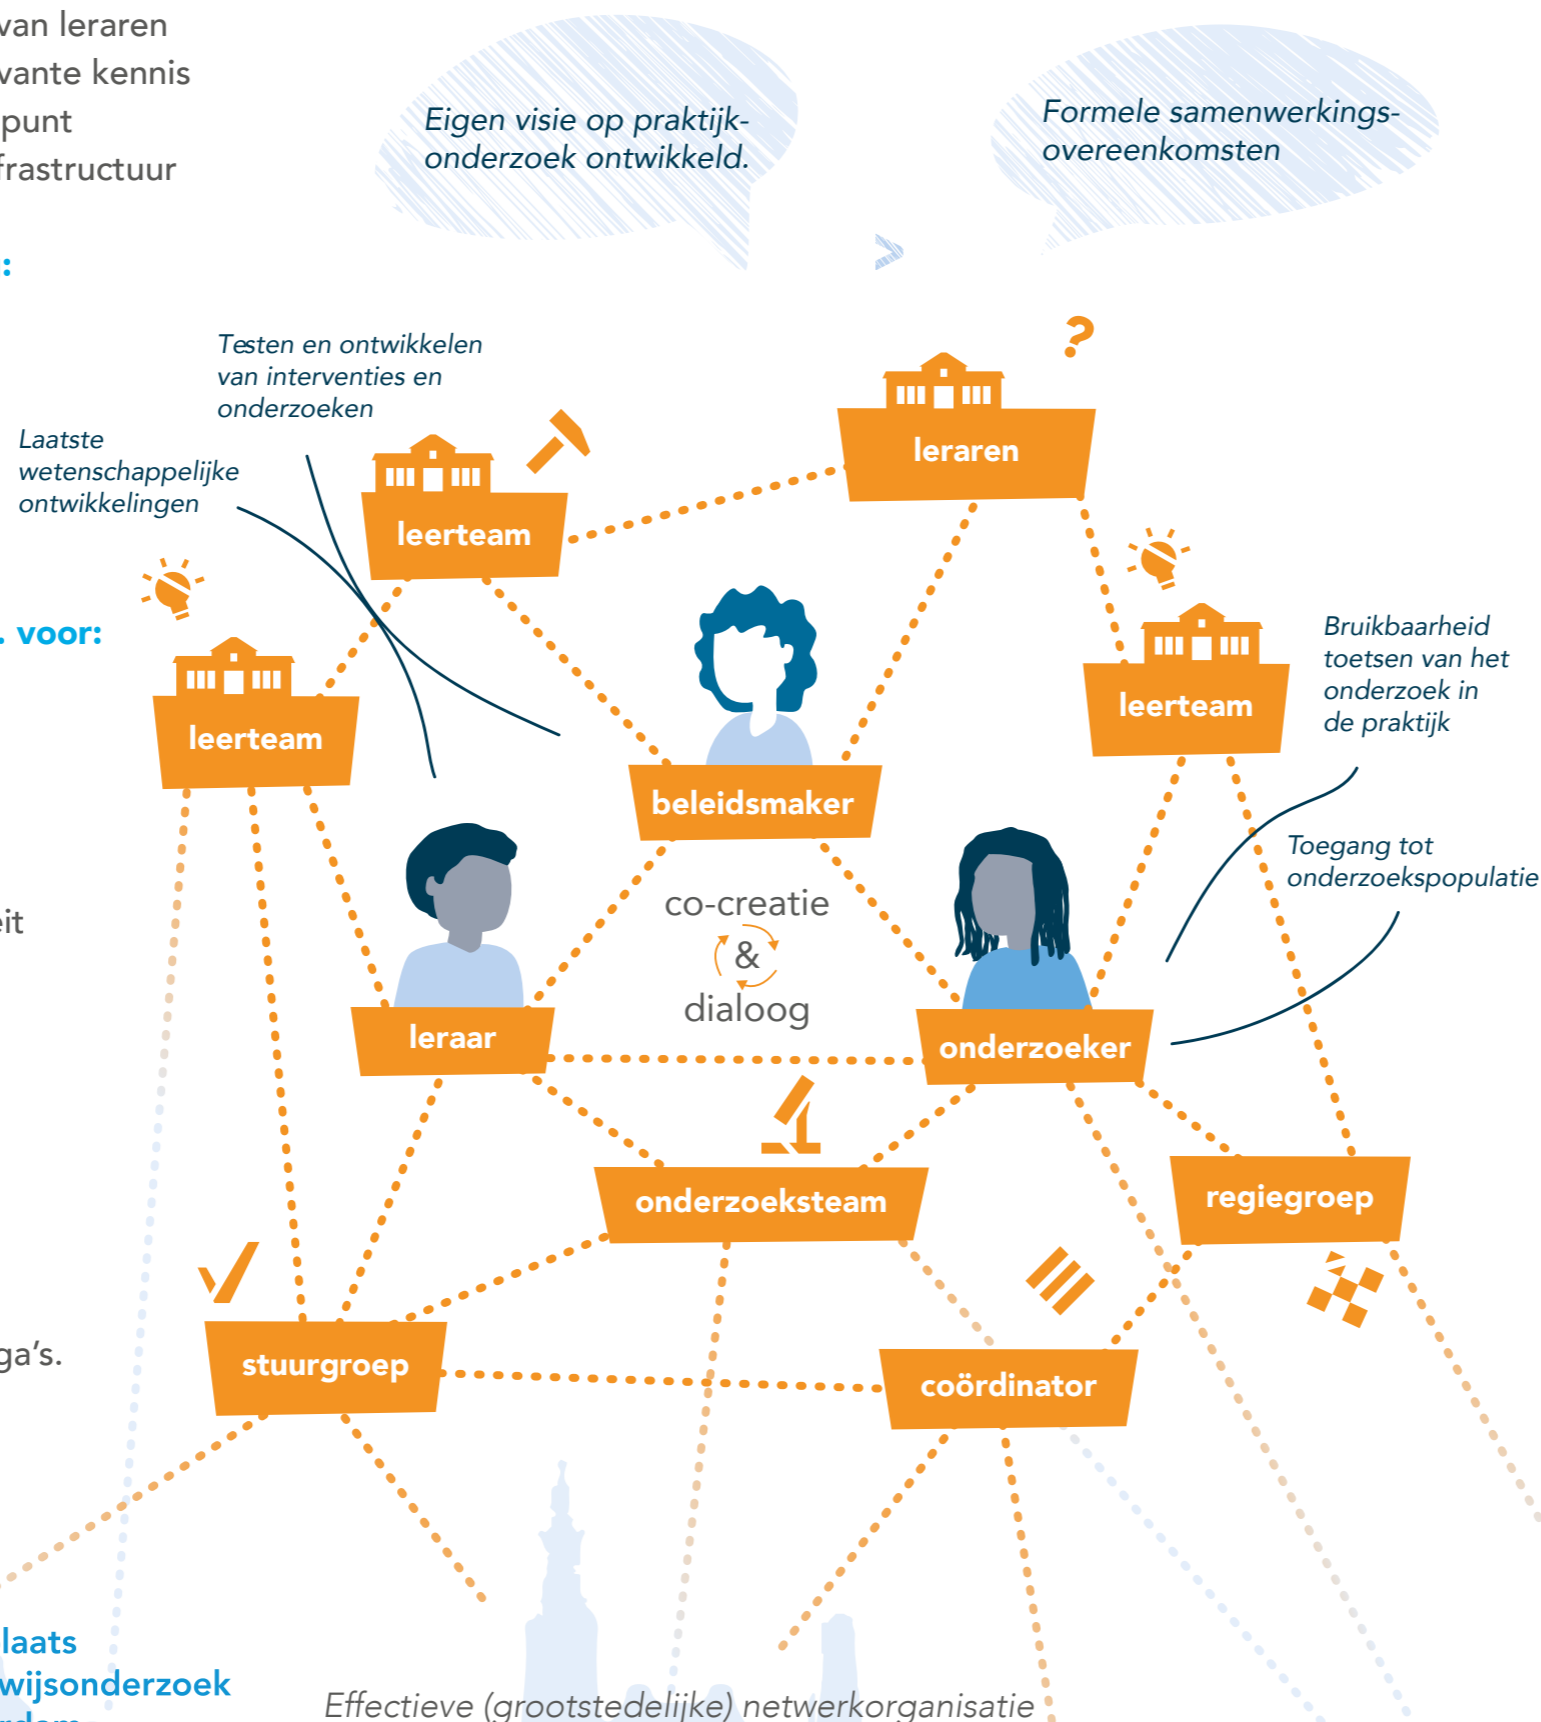 van leraren
vante kennis
punt
frastructuur
:
. voor:
eit
ga's.
laats
wijsonderzoek
Eigen visie op praktijk-
onderzoek ontwikkeld.
>
Formele samenwerkings-
overeenkomsten
Testen en ontwikkelen
van interventies en
onderzoeken
Laatste
wetenschappelijke
ontwikkelingen
?
leraren
leerteam
leerteam
leerteam
Bruikbaarheid
toetsen van het
onderzoek in
de praktijk
beleidsmaker
Toegang tot
onderzoekspopulatie
co-creatie
&
dialoog
leraar
onderzoeker
onderzoeksteam
regiegroep
stuurgroep
coördinator
Effectieve (grootstedelijke) netwerkorganisatie